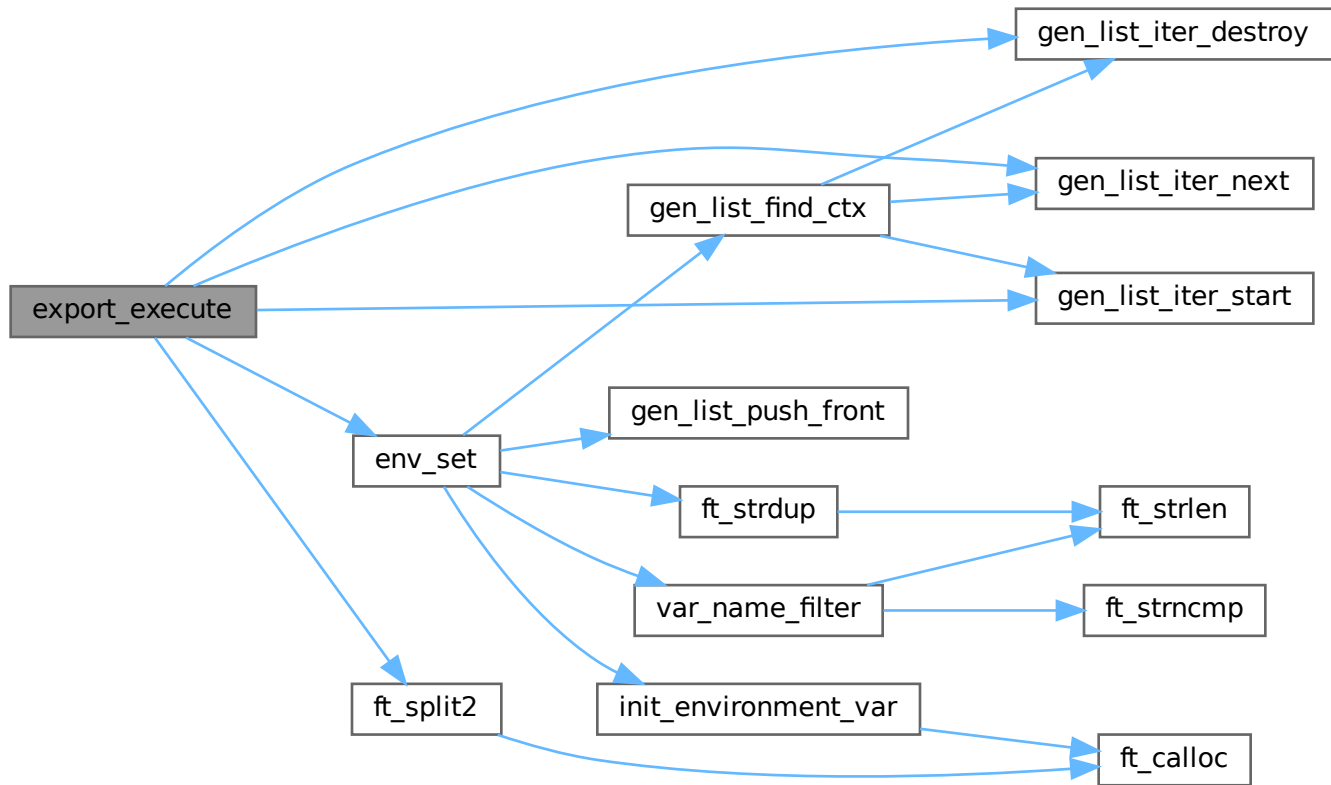 gen_list_iter_destroy
gen_list_iter_next
gen_list_find_ctx
gen_list_iter_start
export_execute
gen_list_push_front
env_set
ft_strdup
ft_strlen
var_name_filter
ft_strncmp
ft_split2
init_environment_var
ft_calloc